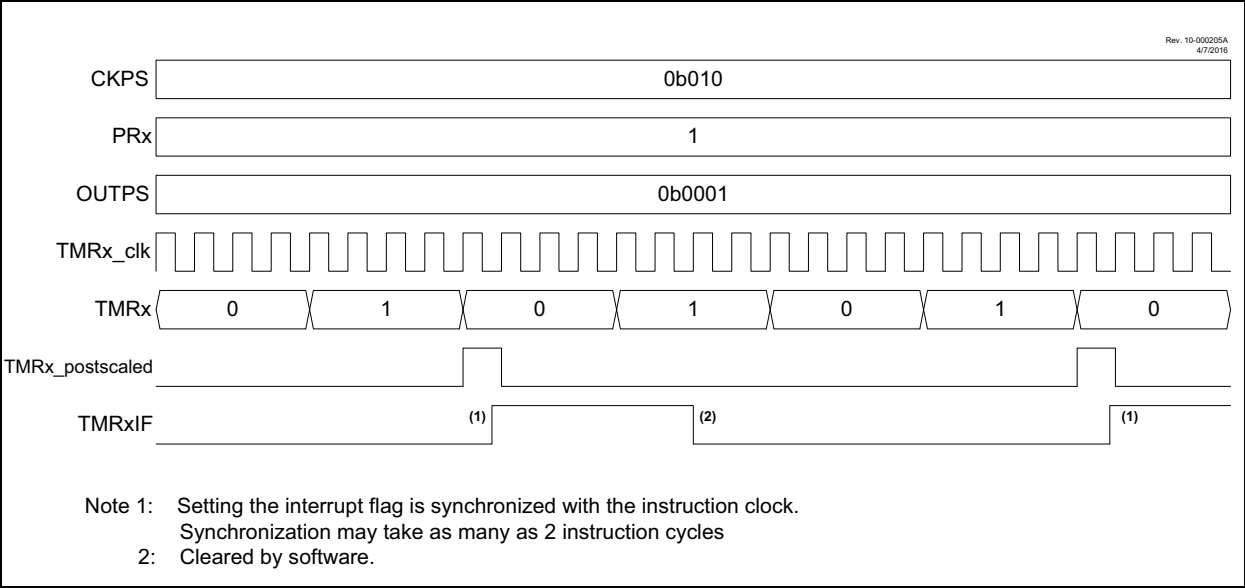 Rev. 10-000205A
4/7/2016
CKPS 0b010
PRx 1
OUTPS 0b0001
TMRx_clk
TMRx 0 1 0 1 0 1 0
TMRx_postscaled
TMRxIF (1) (2) (1)
Note 1: Setting the interrupt flag is synchronized with the instruction clock.
Synchronization may take as many as 2 instruction cycles
2: Cleared by software.